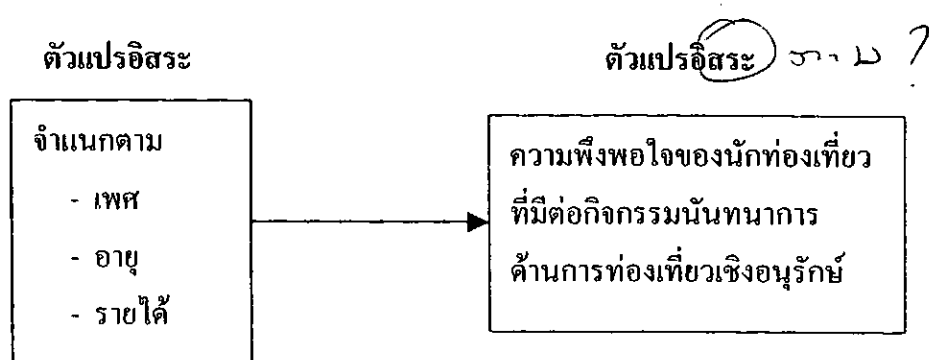 ตัวแปรอิสระ
จำแนกตาม
- เพศ
- อายุ
- รายได้
ตัวแปรอิสระ ?
ความพึงพอใจของนักท่องเที่ยว
ที่มีต่อกิจกรรมนันทนาการ
ด้านการท่องเที่ยวเชิงอนุรักษ์